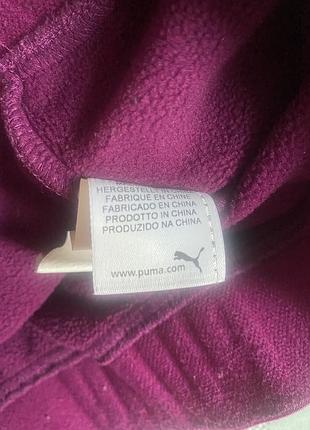 HERGESTELLT IN CHINA
FABRIQUE EN CHINE
FABRICADO EN CHINA
PRODOTTO IN CHINA
PRODUZIDO NA CHINA
www.puma.com